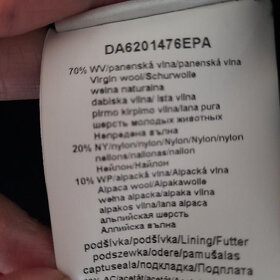 DA6201476EPA
70% WV/panenská vlna/panenská vlna
Virgin wool/Schurwolle
wełna naturalna
dabiska vilna/ īsta vilna
pirmo kirpimo vilna/lana pura
шерсть молодых животных
Непредена вълна
20% NY/nylon/nylon/Nylon/Nylon/nylon
neilons/nailonas/nailon
Нейлон/Найлон
10% WP/alpacká vlna/Alpacká vlna
Alpaca wool/Alpakawolle
wełna alpaki/alpaka vilna
alpakos vilna/lana alpaca
альпийская шерсть
Алпийска вълна
podšívka/podšívka/Lining/Futter
podszewka/odere/pamušalas
captuseala/подкладка/Подплата